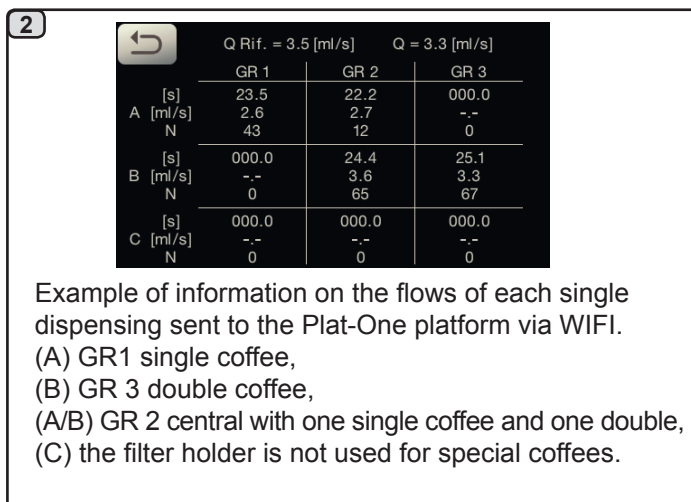 2
Q Rif. = 3.5 [ml/s] Q = 3.3 [ml/s]
GR 1 GR 2 GR 3
[s] 23.5 22.2 000.0
A [ml/s] 2.6 2.7 -.-
N 43 12 0
[s] 000.0 24.4 25.1
B [ml/s] -.- 3.6 3.3
N 0 65 67
[s] 000.0 000.0 000.0
C [ml/s] -.- -.- -.-
N 0 0 0
Example of information on the flows of each single
dispensing sent to the Plat-One platform via WIFI.
(A) GR1 single coffee,
(B) GR 3 double coffee,
(A/B) GR 2 central with one single coffee and one double,
(C) the filter holder is not used for special coffees.